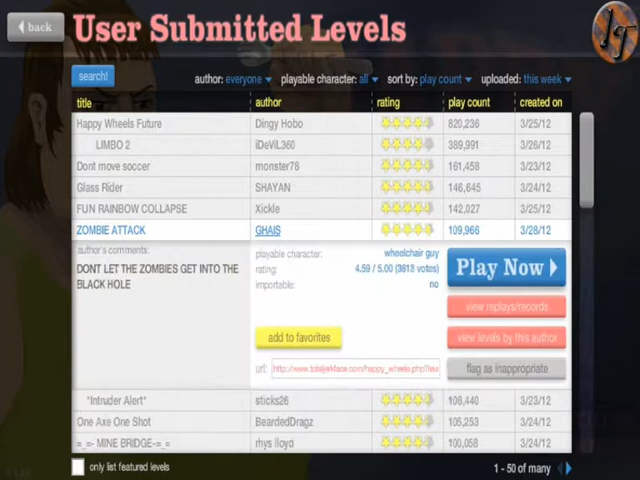 back
User Submitted Levels
JT
search!
author: everyone playable character: all sort by: play count uploaded: this week
title author rating play count created on
Happy Wheels Future Dingy Hobo 820,236 3/25/12
LIMBO 2 iDeViL360 389,991 3/26/12
Dont move soccer monster78 161,458 3/23/12
Glass Rider SHAYAN 146,645 3/24/12
FUN RAINBOW COLLAPSE Xickle 142,027 3/25/12
ZOMBIE ATTACK GHAIS 109,966 3/28/12
author's comments:
DONT LET THE ZOMBIES GET INTO THE
BLACK HOLE
playable character: wheelchair guy
rating: 4.59 / 5.00 (3613 votes)
importable: no
add to favorites
url: http://www.totaljerkface.com/happy_wheels.php?leve
Play Now
view replays/records
view levels by this author
flag as inappropriate
*Intruder Alert* sticks26 106,440 3/23/12
One Axe One Shot BeardedDragz 105,253 3/24/12
=_=- MINE BRIDGE-=_= rhys lloyd 100,058 3/24/12
only list featured levels
1 - 50 of many